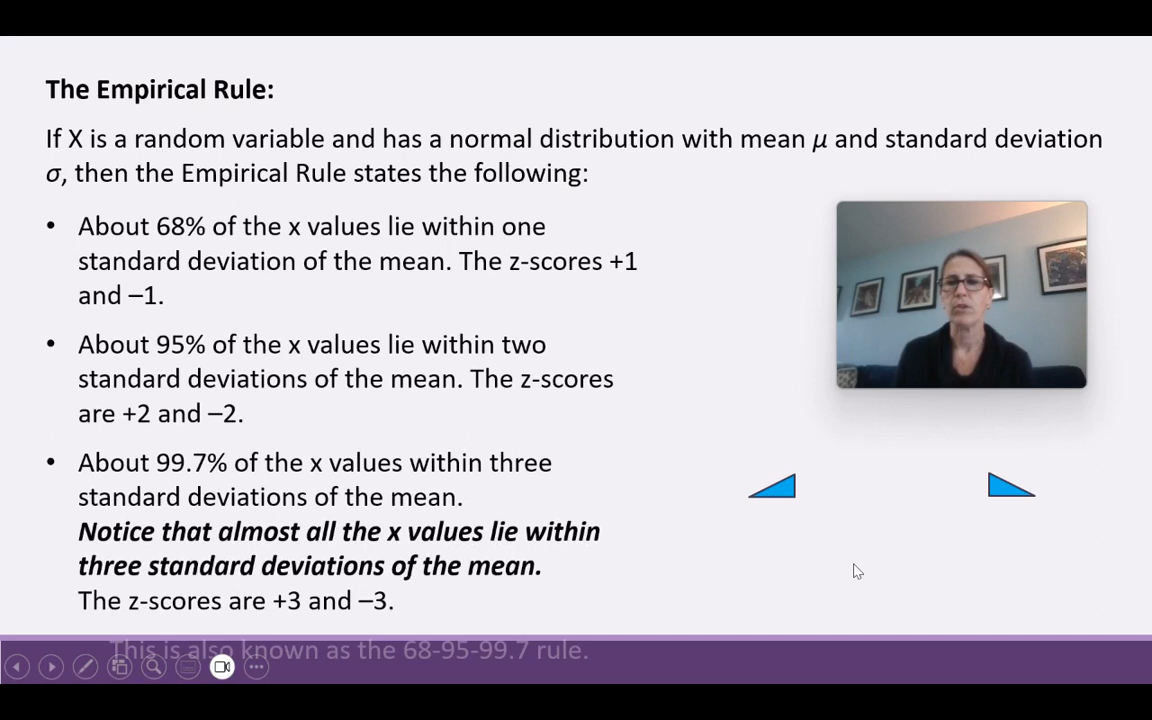 The Empirical Rule:
If X is a random variable and has a normal distribution with mean μ and standard deviation
σ, then the Empirical Rule states the following:
• About 68% of the x values lie within one
standard deviation of the mean. The z-scores +1
and –1.
• About 95% of the x values lie within two
standard deviations of the mean. The z-scores
are +2 and –2.
• About 99.7% of the x values within three
standard deviations of the mean.
Notice that almost all the x values lie within
three standard deviations of the mean.
The z-scores are +3 and –3.
This is also known as the 68-95-99.7 rule.